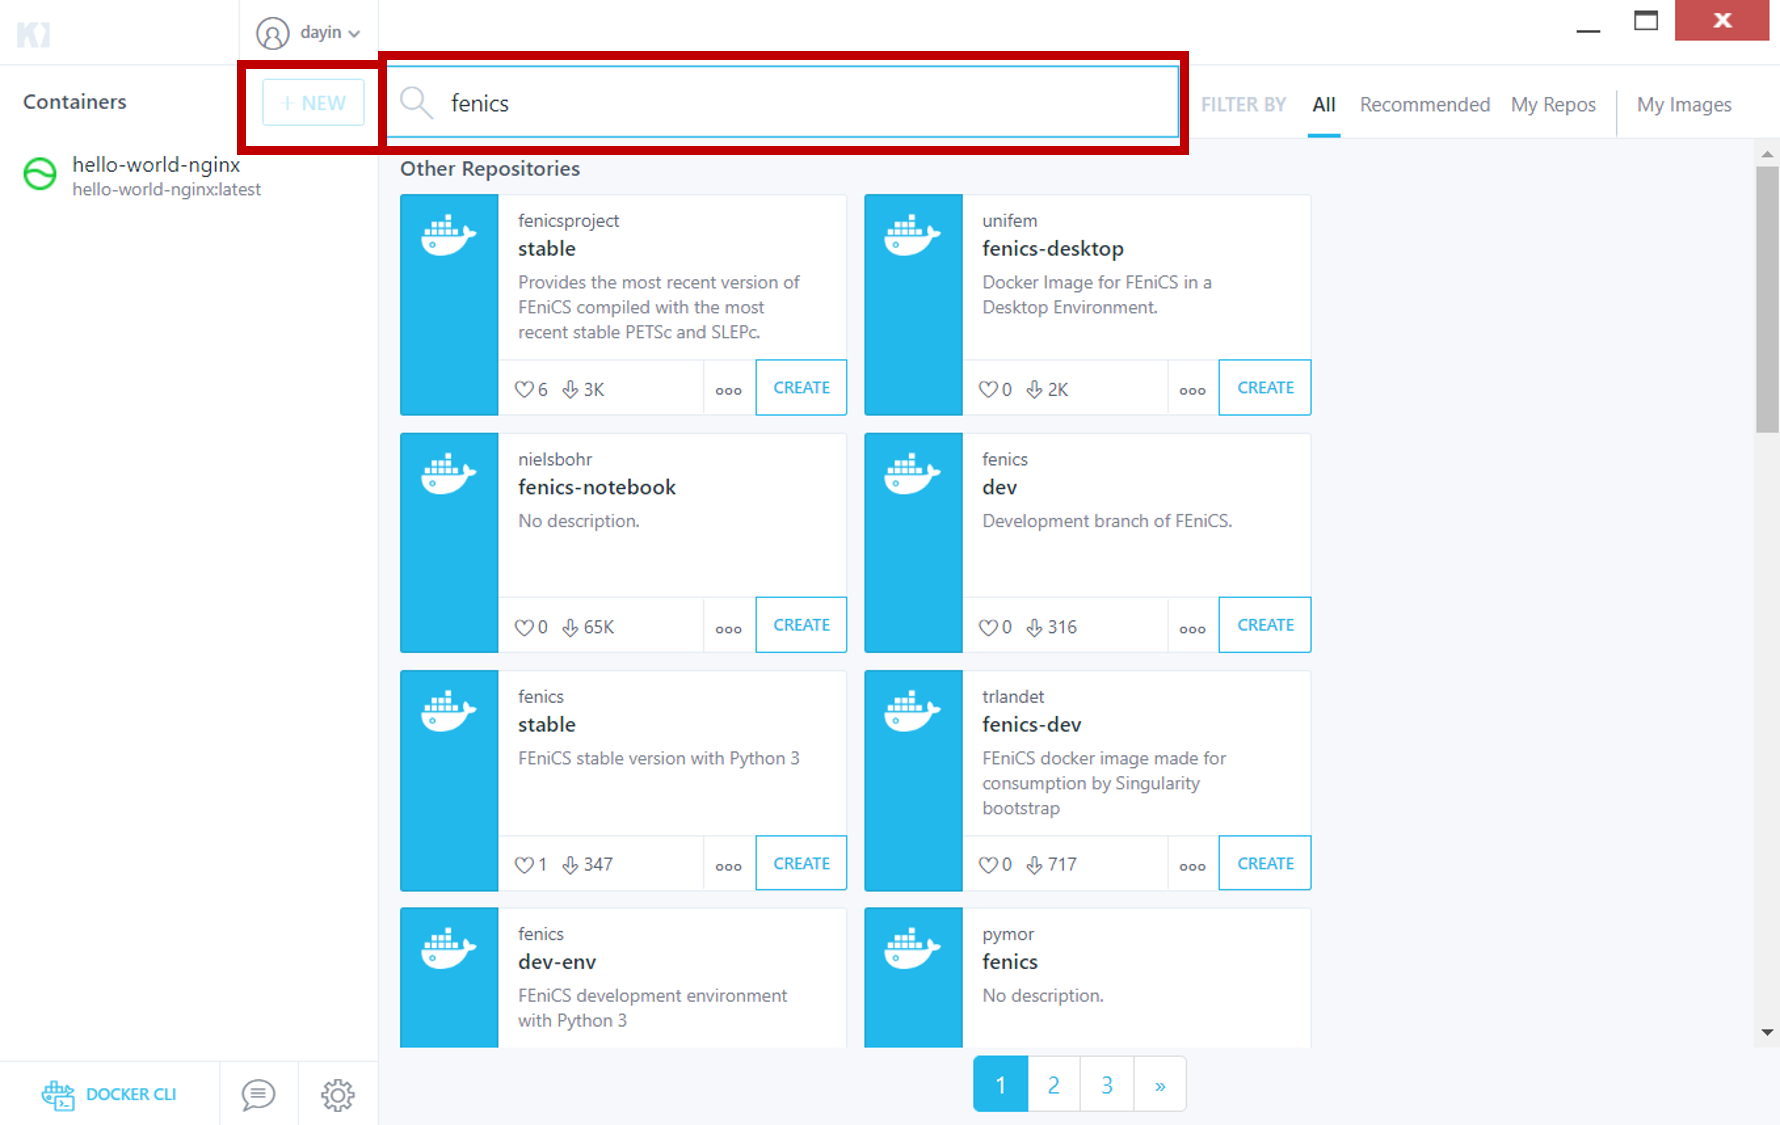 dayin
Containers
+ NEW
fenics
FILTER BY
All
Recommended
My Repos
My Images
hello-world-nginx
hello-world-nginx:latest
Other Repositories
fenicsproject
stable
Provides the most recent version of
FEniCS compiled with the most
recent stable PETSc and SLEPc.
6
3K
CREATE
unifem
fenics-desktop
Docker Image for FEniCS in a
Desktop Environment.
0
2K
CREATE
nielsbohr
fenics-notebook
No description.
0
65K
CREATE
fenics
dev
Development branch of FEniCS.
0
316
CREATE
fenics
stable
FEniCS stable version with Python 3
1
347
CREATE
trlandet
fenics-dev
FEniCS docker image made for
consumption by Singularity
bootstrap
0
717
CREATE
fenics
dev-env
FEniCS development environment
with Python 3
pymor
fenics
No description.
DOCKER CLI
1
2
3
»